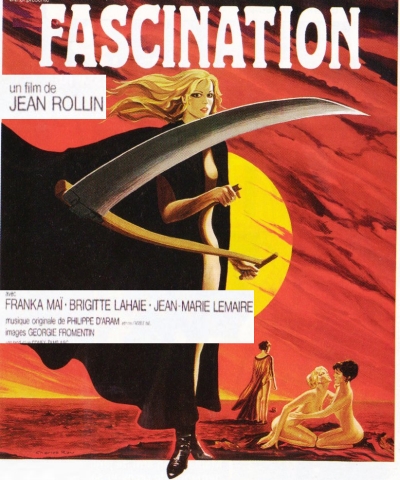 FASCINATION
un film de
JEAN ROLLIN
avec
FRANKA MAÏ · BRIGITTE LAHAIE · JEAN-MARIE LEMAIRE
musique originale de PHILIPPE D'ARAM
images GEORGIE FROMENTIN